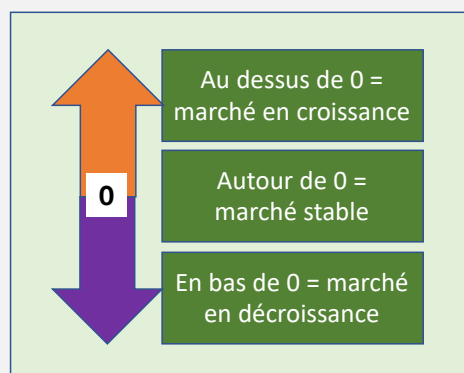 Au dessus de 0 =
marché en croissance
0
Autour de 0 =
marché stable
En bas de 0 = marché
en décroissance